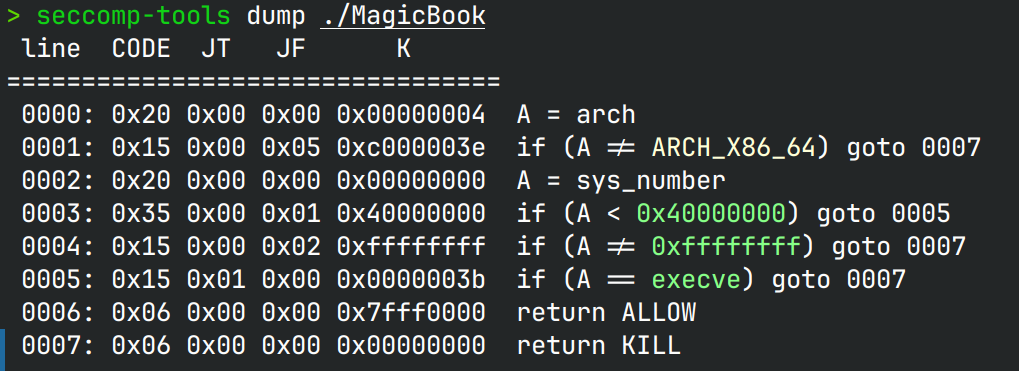 > seccomp-tools dump ./MagicBook
line CODE JT JF K
=================================
0000: 0x20 0x00 0x00 0x00000004 A = arch
0001: 0x15 0x00 0x05 0xc000003e if (A != ARCH_X86_64) goto 0007
0002: 0x20 0x00 0x00 0x00000000 A = sys_number
0003: 0x35 0x00 0x01 0x40000000 if (A < 0x40000000) goto 0005
0004: 0x15 0x00 0x02 0xffffffff if (A != 0xffffffff) goto 0007
0005: 0x15 0x01 0x00 0x0000003b if (A == execve) goto 0007
0006: 0x06 0x00 0x00 0x7fff0000 return ALLOW
0007: 0x06 0x00 0x00 0x00000000 return KILL